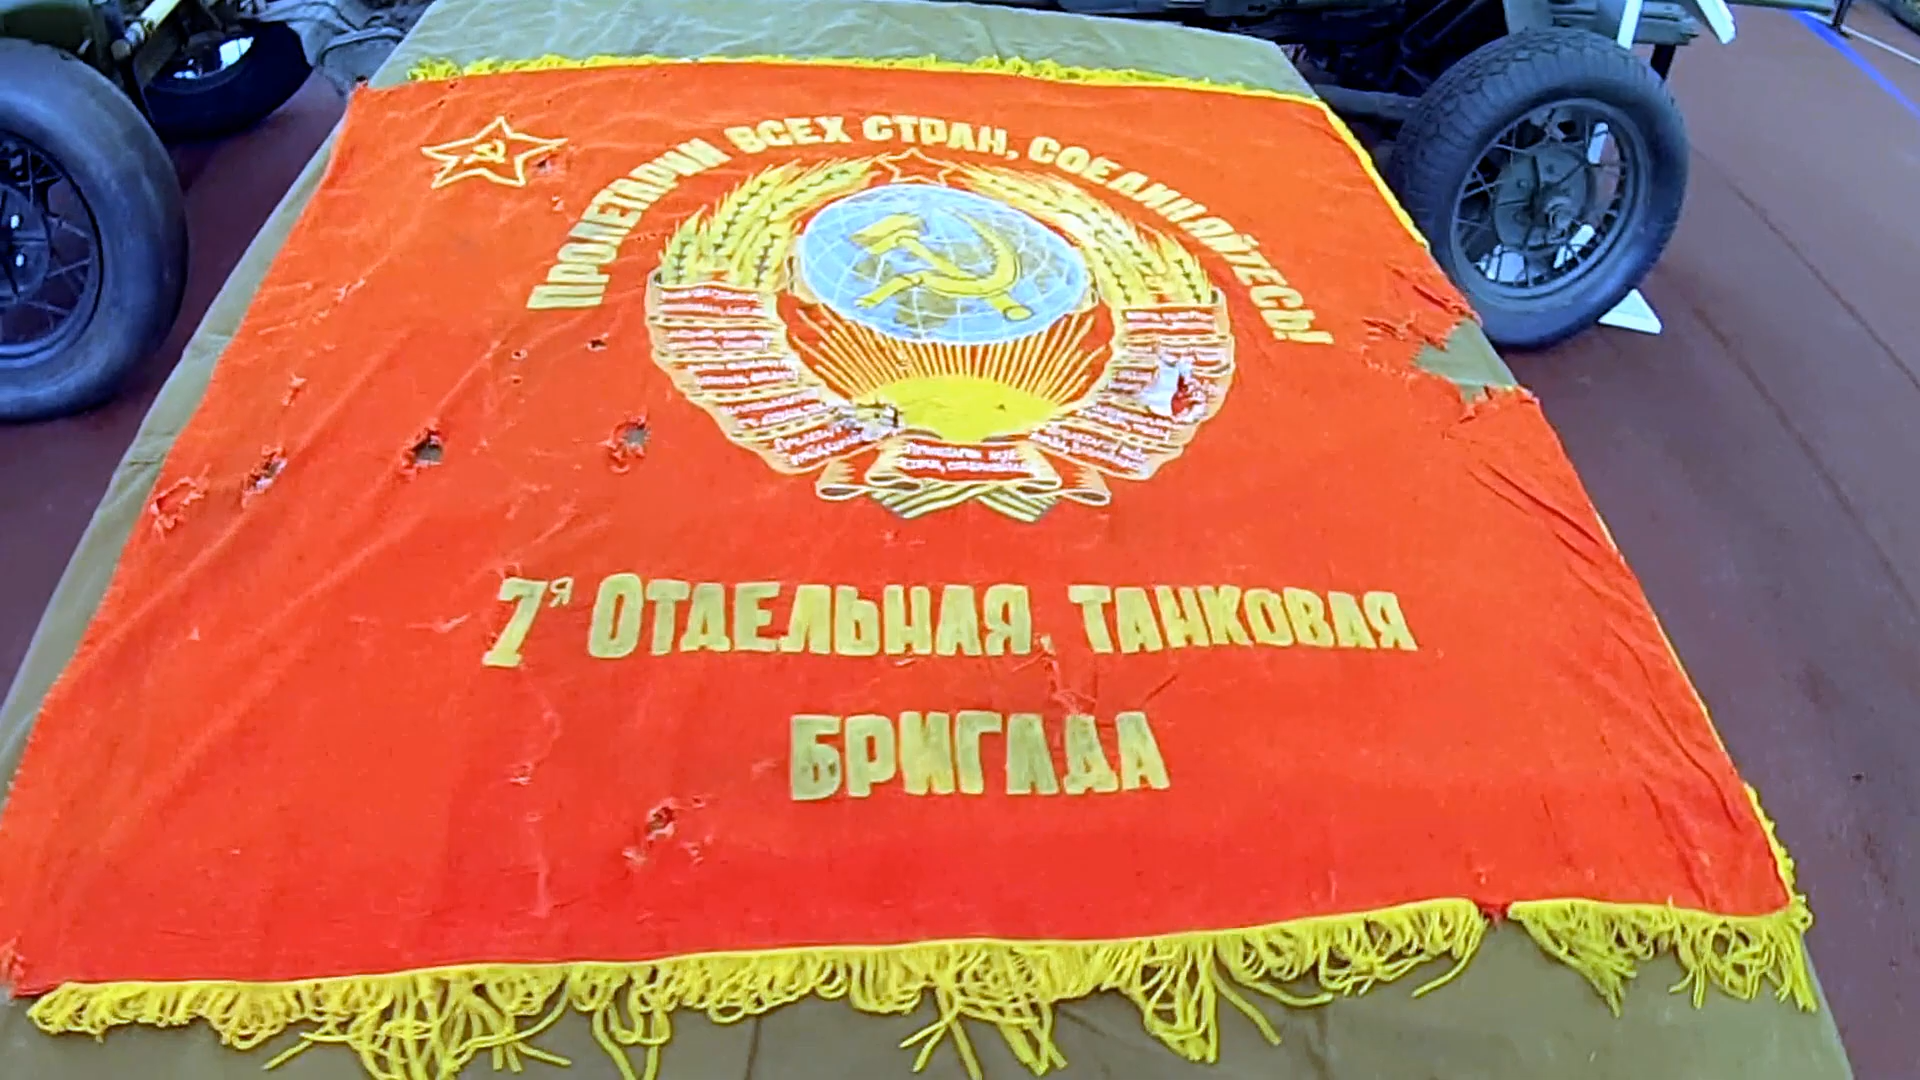 ПРОЛЕТАРИИ ВСЕХ СТРАН, СОЕДИНЯЙТЕСЬ!
7я ОТДЕЛЬНАЯ ТАНКОВАЯ
БРИГАДА